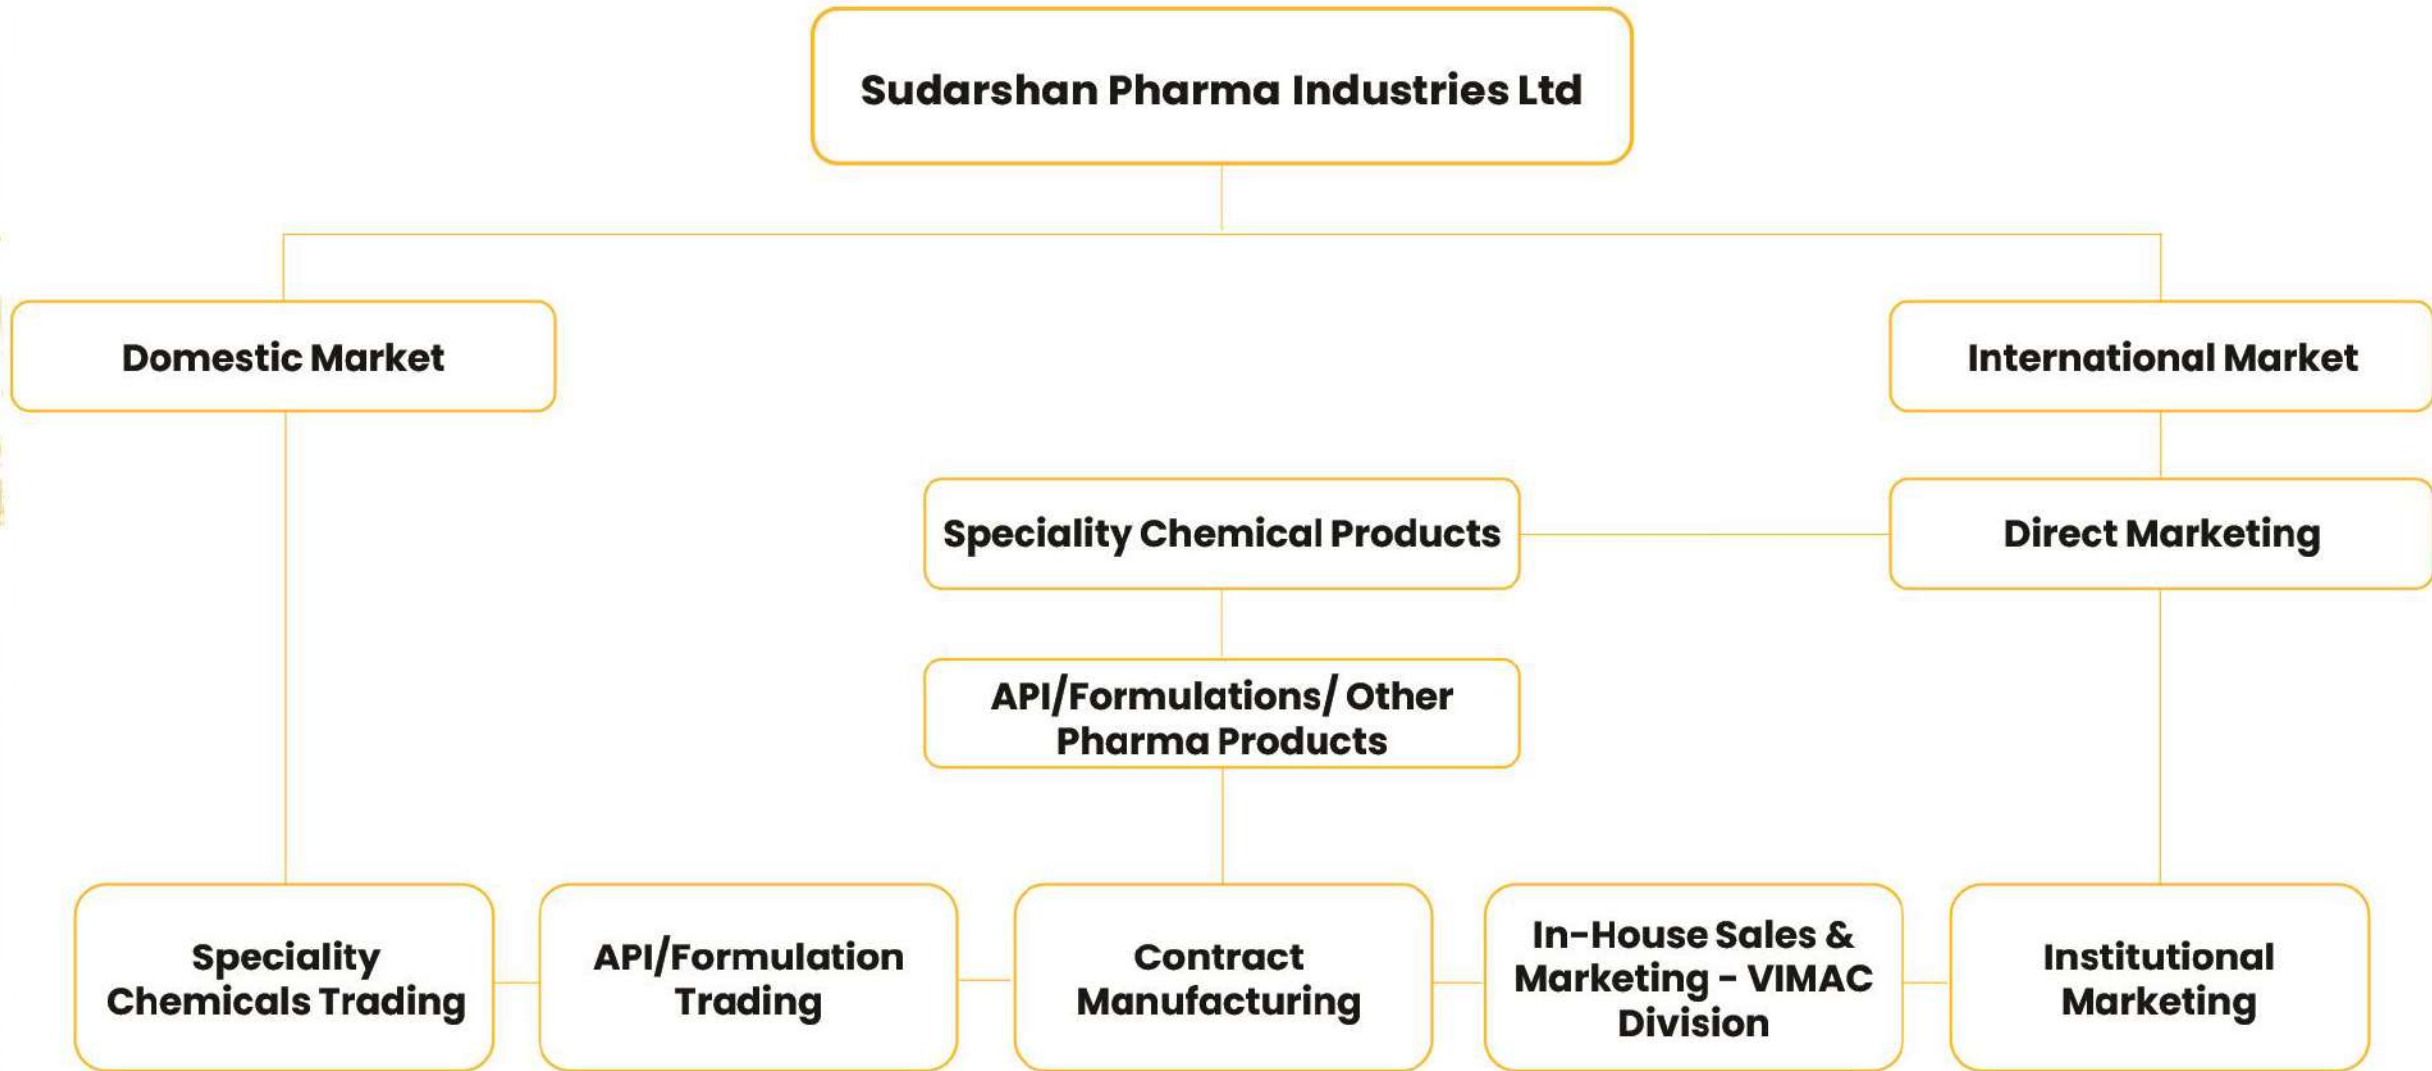 Sudarshan Pharma Industries Ltd
Domestic Market
International Market
Speciality Chemical Products
Direct Marketing
API/Formulations/ Other
Pharma Products
Speciality
Chemicals Trading
API/Formulation
Trading
Contract
Manufacturing
In-House Sales &
Marketing - VIMAC
Division
Institutional
Marketing